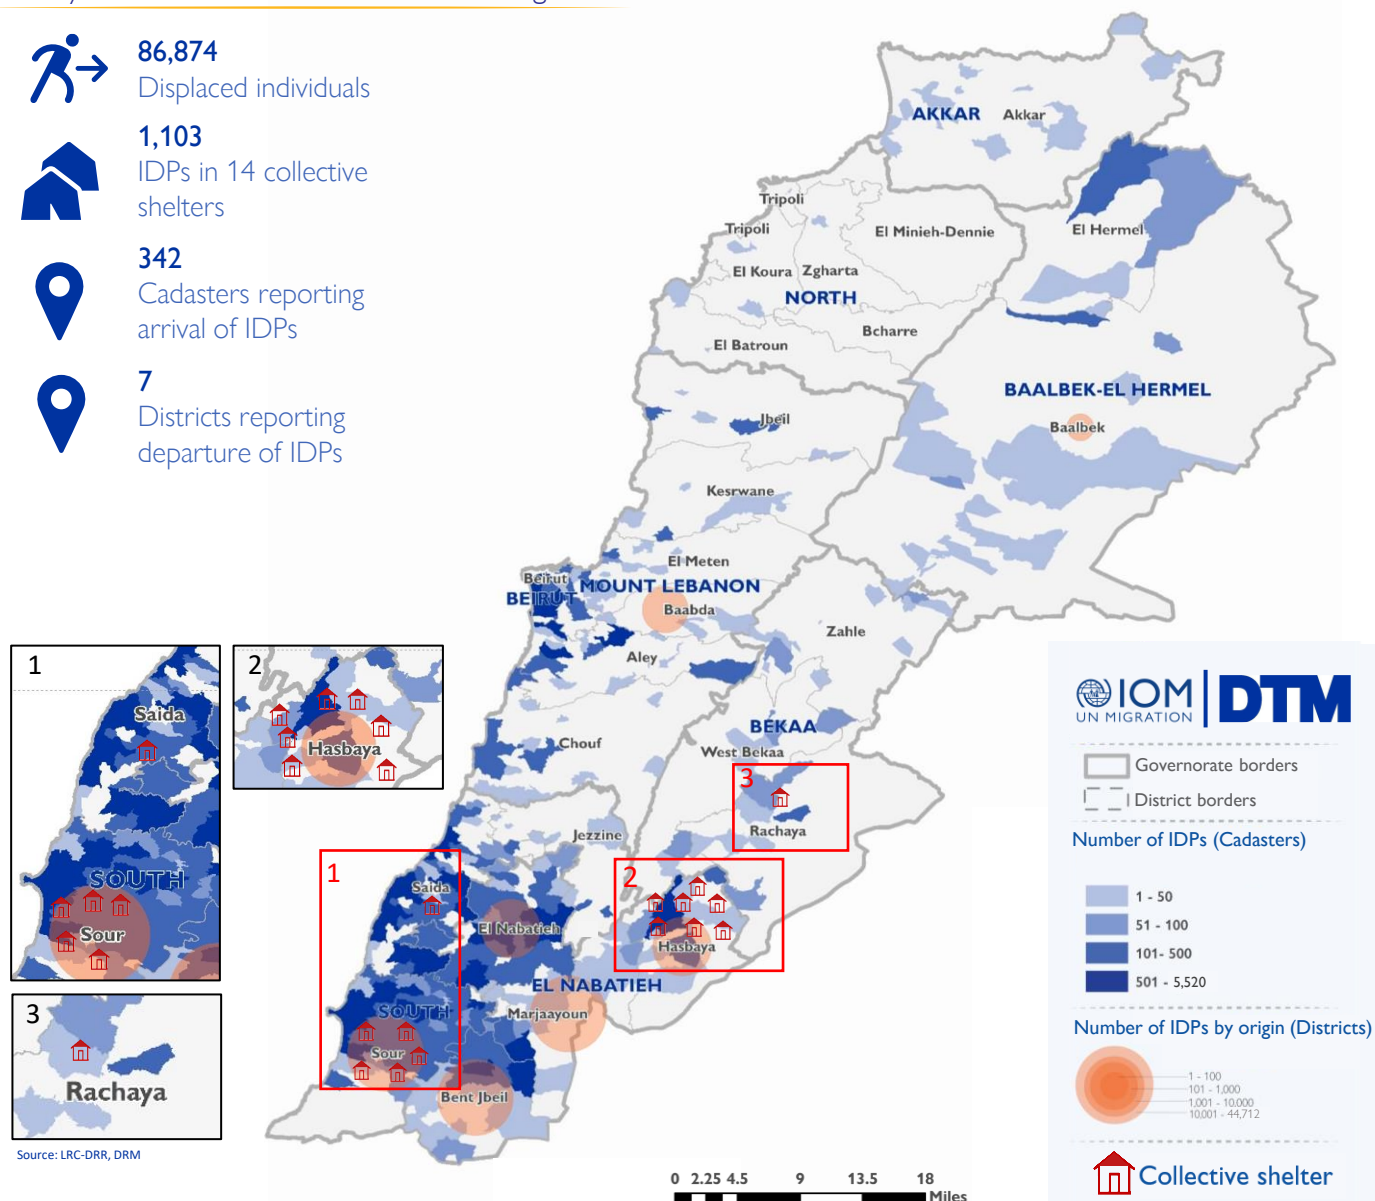 86,874
Displaced individuals
1,103
IDPs in 14 collective
shelters
342
Cadasters reporting
arrival of IDPs
7
Districts reporting
departure of IDPs
AKKAR
Akkar
Tripoli
Tripoli
El Minieh-Dennie
El Hermel
El Koura
Zgharta
NORTH
Bcharre
El Batroun
BAALBEK-EL HERMEL
Baalbek
Jbeil
Kesrwane
El Meten
Beirut
BEIRUT
MOUNT LEBANON
Baabda
Zahle
Aley
BEKAA
Chouf
West Bekaa
3
Rachaya
Jezzine
1
Saida
2
El Nabatieh
Hasbaya
EL NABATIEH
SOUTH
Marjaayoun
Sour
Bent Jbeil
1
Saida
SOUTH
Sour
2
Hasbaya
3
Rachaya
Source: LRC-DRR, DRM
IOM
UN MIGRATION
DTM
Governorate borders
District borders
Number of IDPs (Cadasters)
1 - 50
51 - 100
101- 500
501 - 5,520
Number of IDPs by origin (Districts)
1 - 100
101 - 1,000
1,001 - 10,000
10,001 - 44,712
Collective shelter
0 2.25 4.5 9 13.5 18
Miles